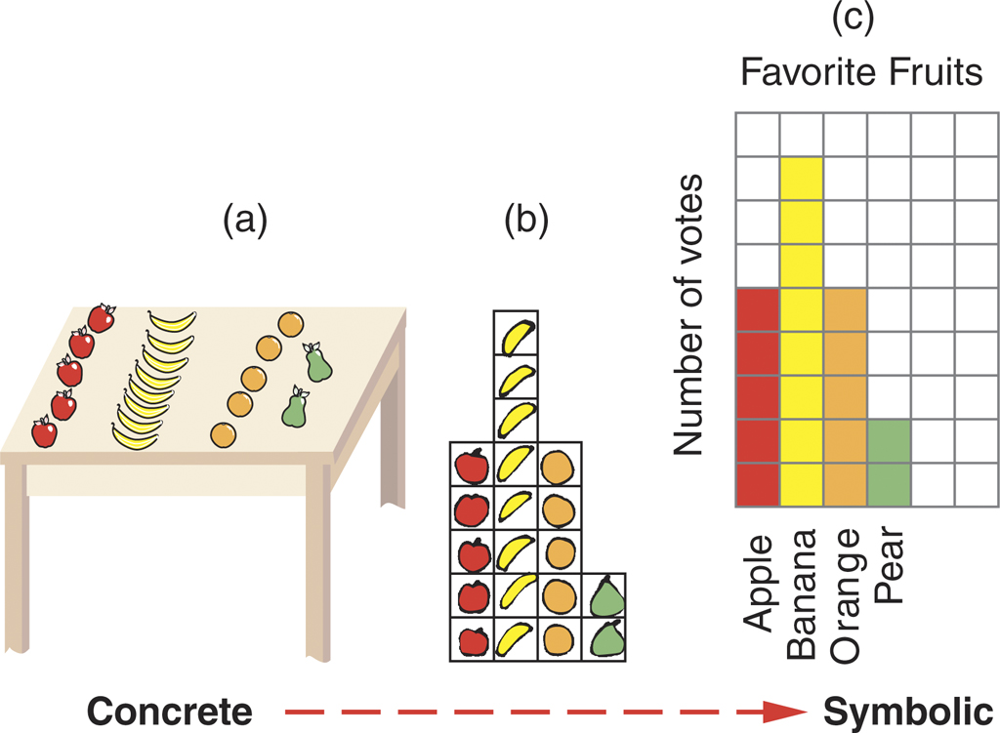 (c)
Favorite Fruits
(a)
(b)
Number of votes
Apple
Banana
Orange
Pear
Concrete
Symbolic